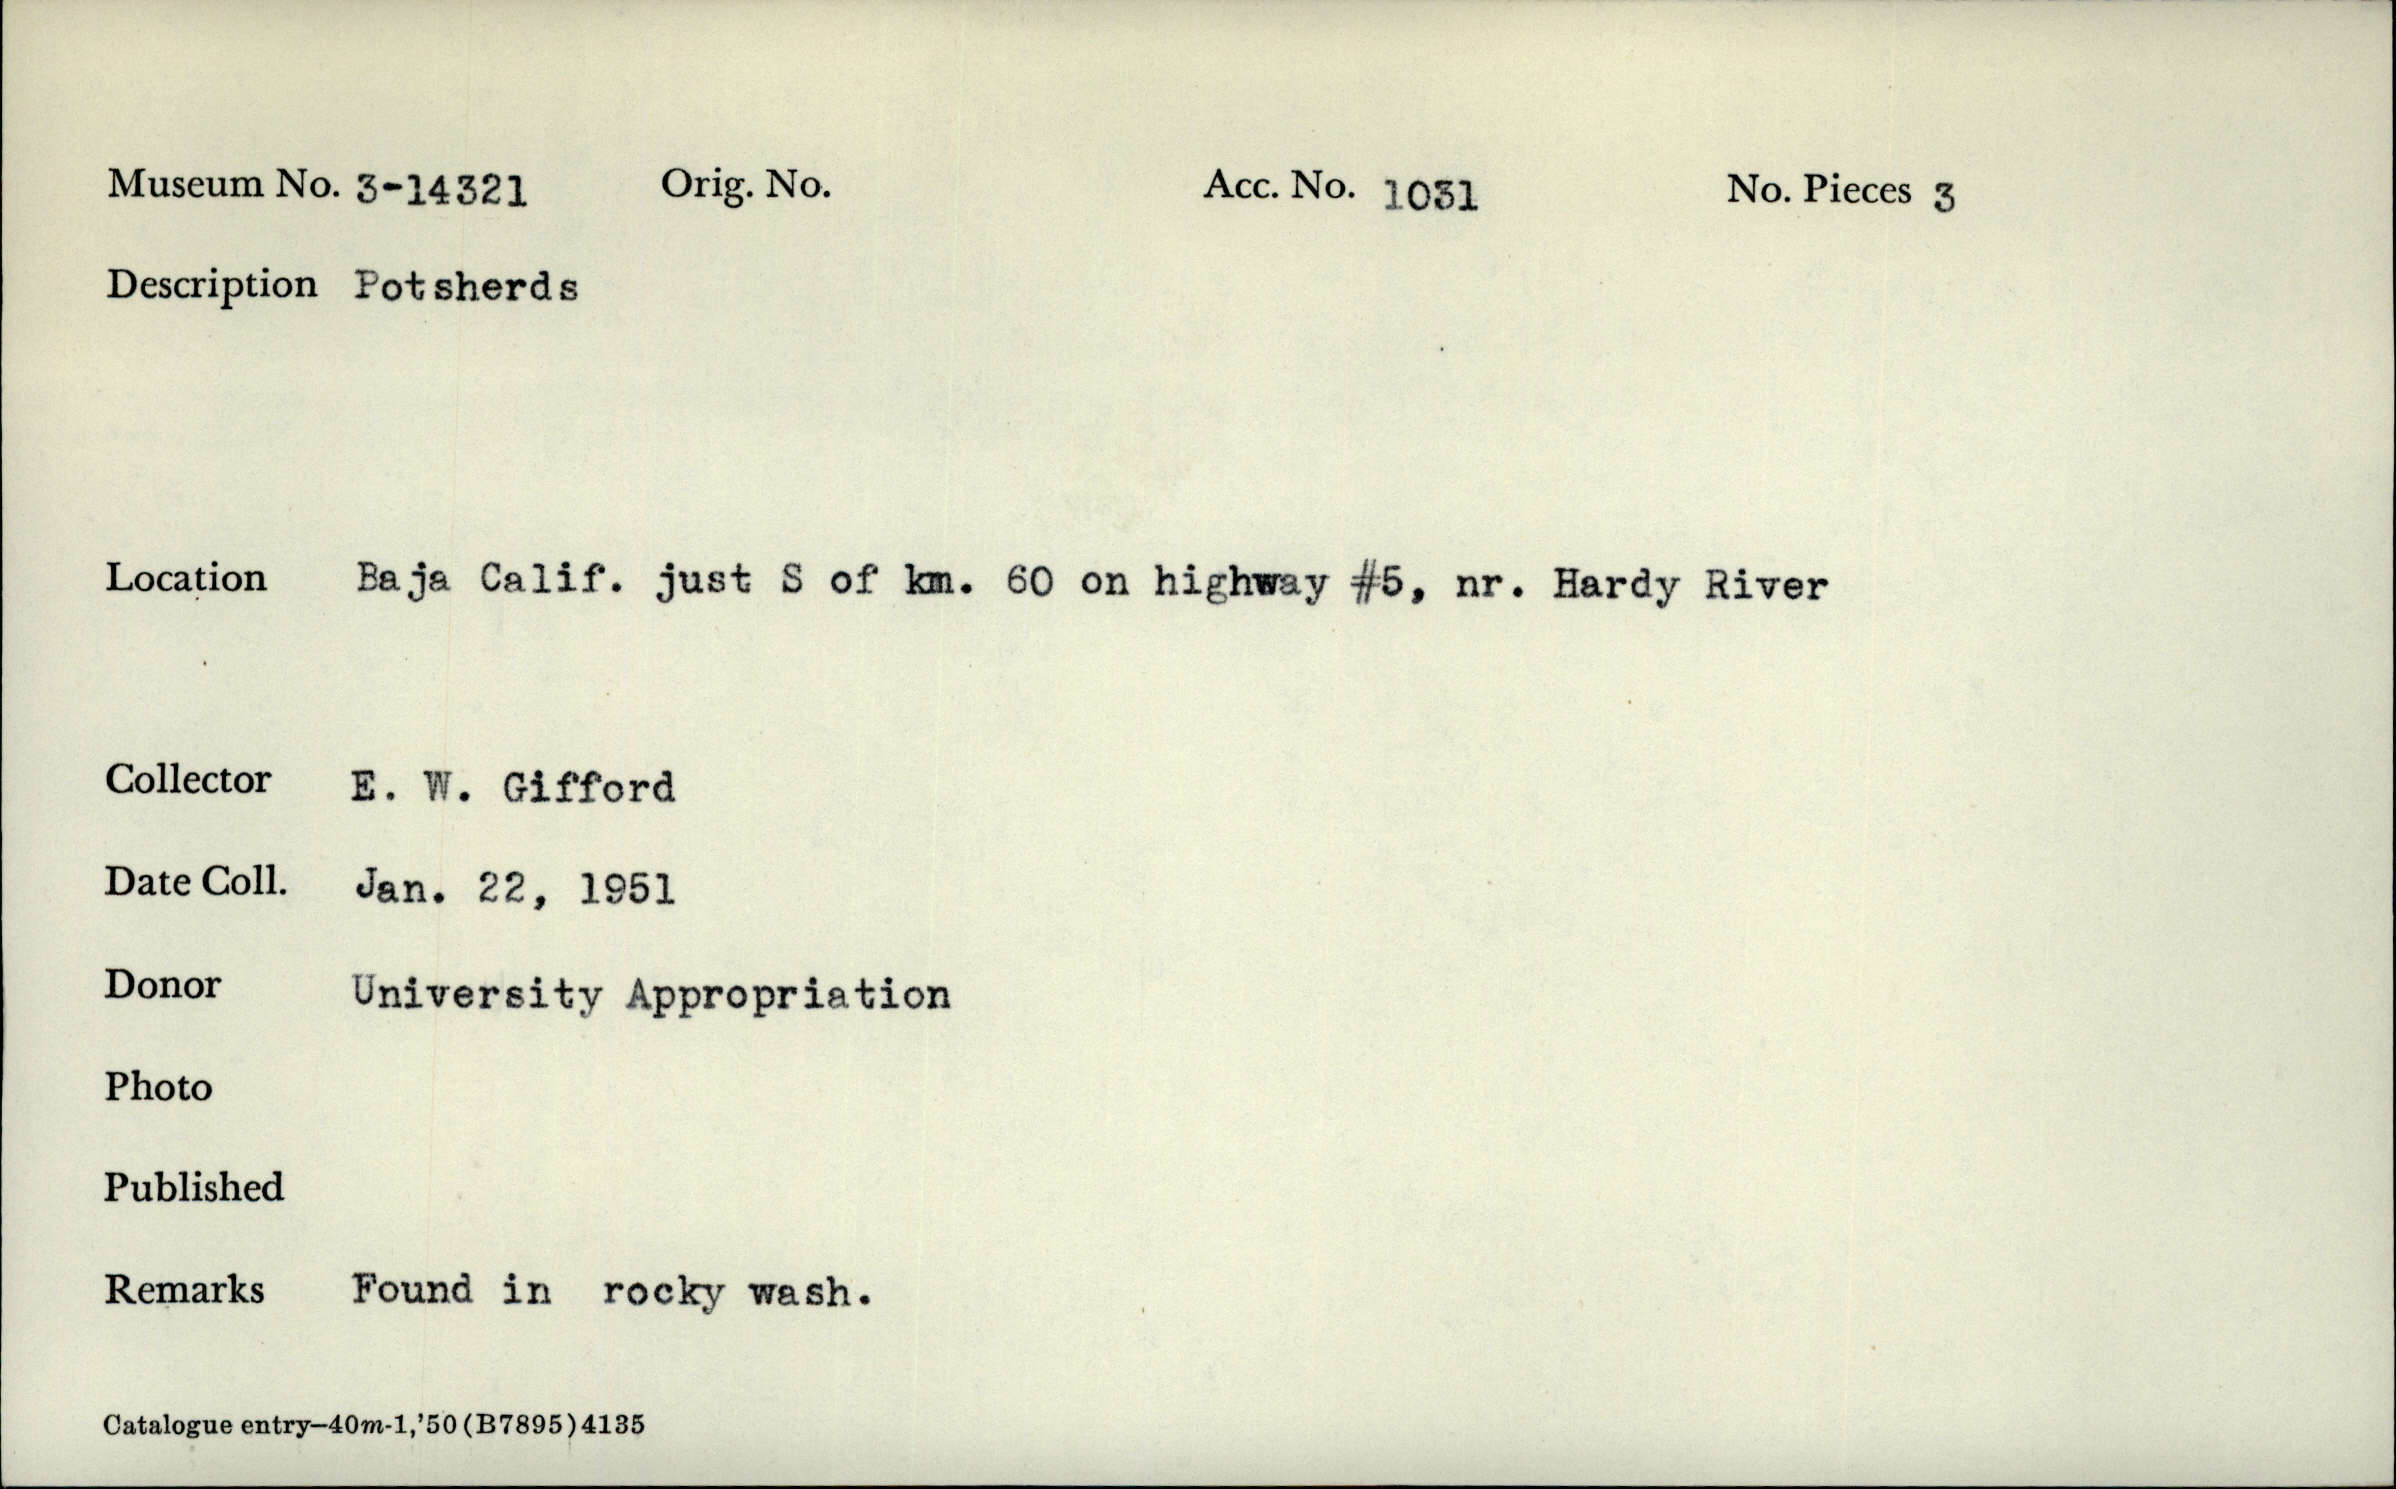 Museum No. 3-14321 Orig. No. Acc. No. 1031 No. Pieces 3
Description Potsherds
Location Baja Calif. just S of km. 60 on highway #5, nr. Hardy River
Collector E. W. Gifford
Date Coll. Jan. 22, 1951
Donor University Appropriation
Photo
Published
Remarks Found in rocky wash.
Catalogue entry—40m-1,'50(B7895)4135